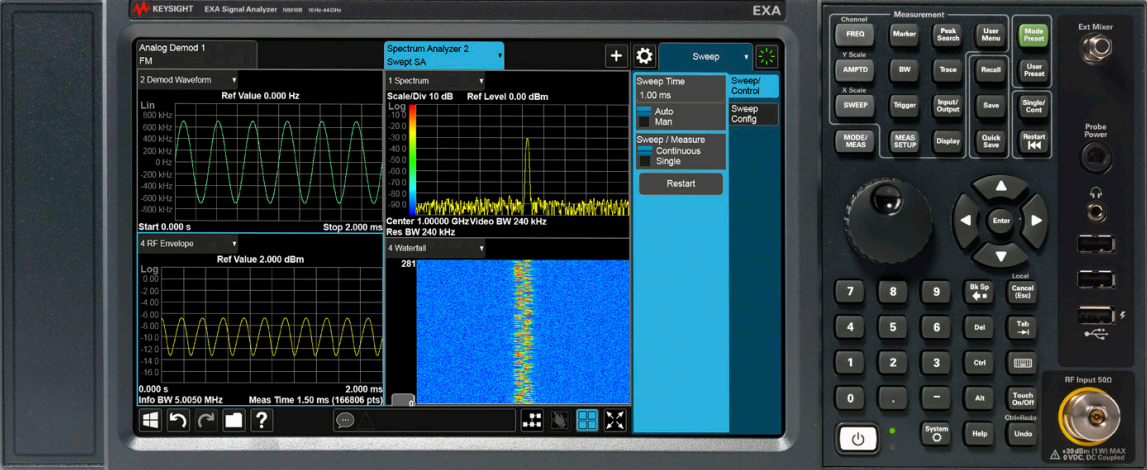 KEYSIGHT EXA Signal Analyzer N9010B 10 Hz-44 GHz
EXA
Analog Demod 1
FM
Spectrum Analyzer 2
Swept SA
+
Sweep
2 Demod Waveform
Ref Value 0.000 Hz
Lin
800 kHz
600 kHz
400 kHz
200 kHz
0 Hz
-200 kHz
-400 kHz
-600 kHz
-800 kHz
Start 0.000 s
Stop 2.000 ms
1 Spectrum
Scale/Div 10 dB Ref Level 0.00 dBm
Log
-10.0
-20.0
-30.0
-40.0
-50.0
-60.0
-70.0
-80.0
-90.0
Center 1.00000 GHz Video BW 240 kHz
Res BW 240 kHz
4 RF Envelope
Ref Value 2.000 dBm
Log
0.00
-2.00
-4.00
-6.00
-8.00
-10.0
-12.0
-14.0
-16.0
0.000 s
2.000 ms
Info BW 5.0050 MHz
Meas Time 1.50 ms (166806 pts)
4 Waterfall
281
0
Sweep Time
1.00 ms
Auto
Man
Sweep / Measure
Continuous
Single
Restart
Sweep/
Control
Sweep
Config
?
Measurement
Channel
FREQ
Marker
Peak
Search
User
Menu
Mode
Preset
Y Scale
AMPTD
BW
Trace
Recall
User
Preset
X Scale
SWEEP
Trigger
Input/
Output
Save
Single/
Cont
MODE/
MEAS
MEAS
SETUP
Display
Quick
Save
Restart
Enter
Local
7
8
9
Bk Sp
Cancel
(Esc)
4
5
6
Del
Tab
1
2
3
Ctrl
0
.
−
Alt
Touch
On/Off
Ctrl=Redo
System
Help
Undo
Ext Mixer
Probe
Power
RF Input 50Ω
+30 dBm (1W) MAX
0 VDC, DC Coupled